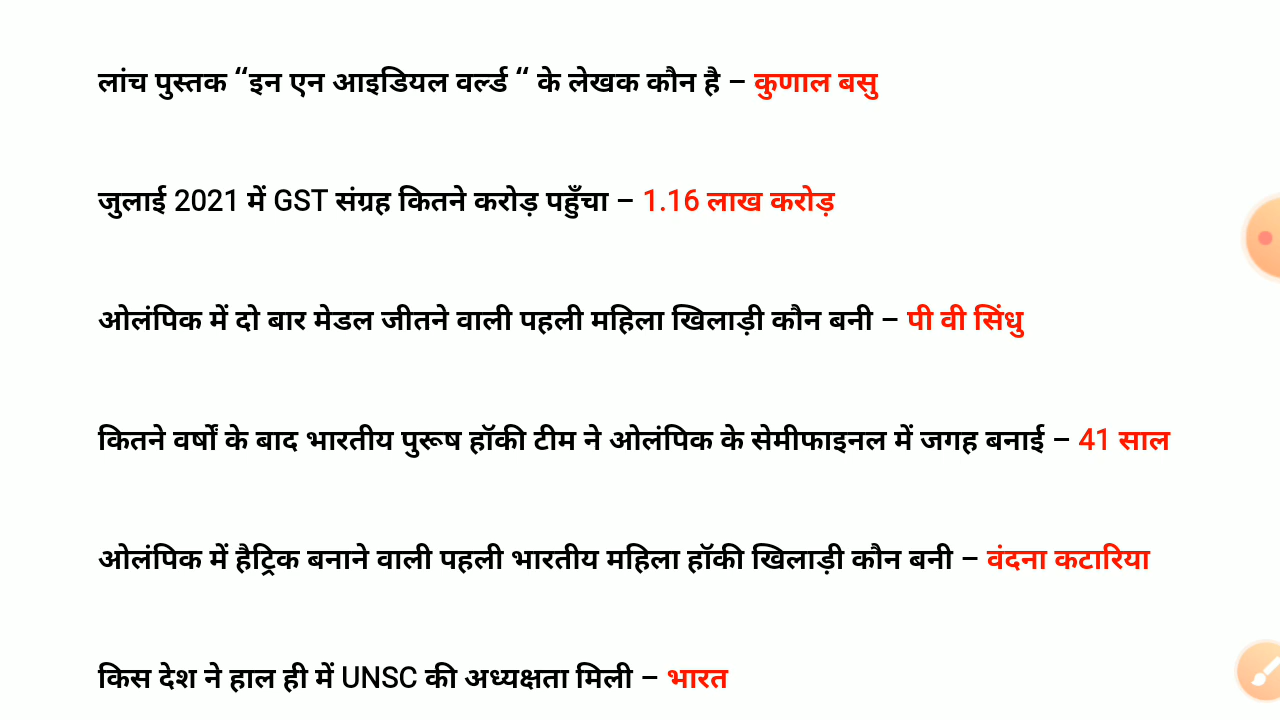 लांच पुस्तक “इन एन आइडियल वर्ल्ड “ के लेखक कौन है – कुणाल बसु
जुलाई 2021 में GST संग्रह कितने करोड़ पहुँचा – 1.16 लाख करोड़
ओलंपिक में दो बार मेडल जीतने वाली पहली महिला खिलाड़ी कौन बनी – पी वी सिंधु
कितने वर्षों के बाद भारतीय पुरूष हॉकी टीम ने ओलंपिक के सेमीफाइनल में जगह बनाई – 41 साल
ओलंपिक में हैट्रिक बनाने वाली पहली भारतीय महिला हॉकी खिलाड़ी कौन बनी – वंदना कटारिया
किस देश ने हाल ही में UNSC की अध्यक्षता मिली – भारत